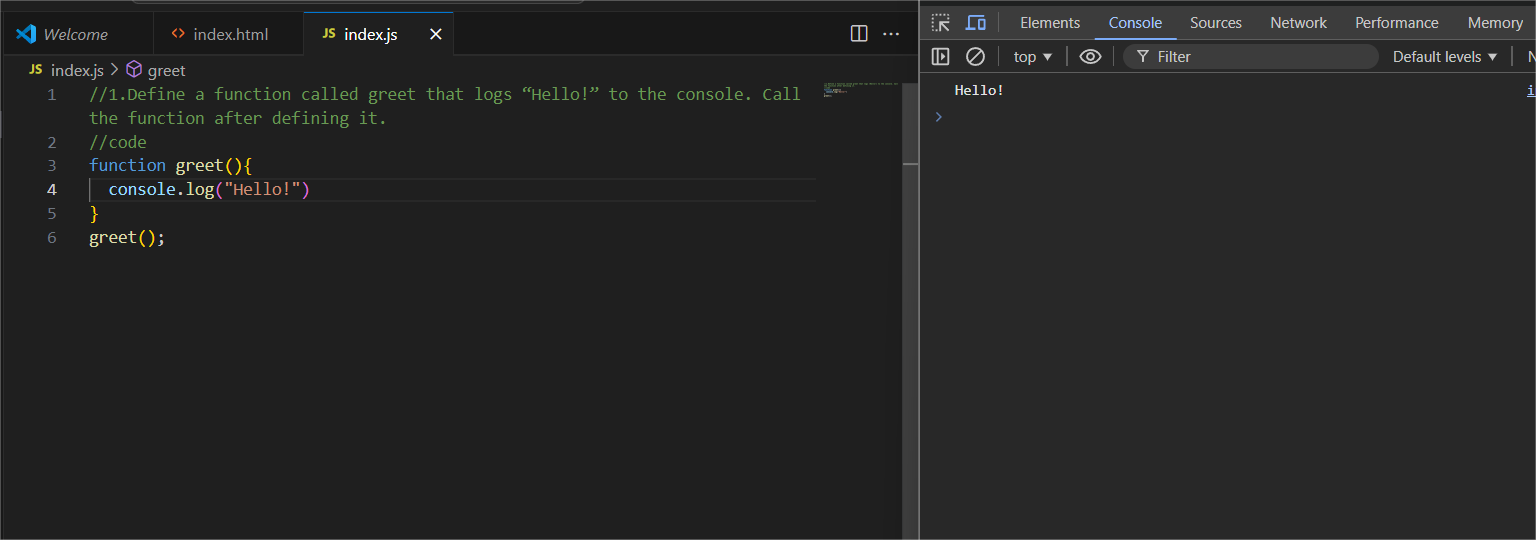 Welcome
index.html
JS index.js
JS index.js > greet
1 //1.Define a function called greet that logs “Hello!” to the console. Call
the function after defining it.
2 //code
3 function greet(){
4 console.log("Hello!")
5 }
6 greet();
Elements Console Sources Network Performance Memory
top Filter Default levels
Hello!
>